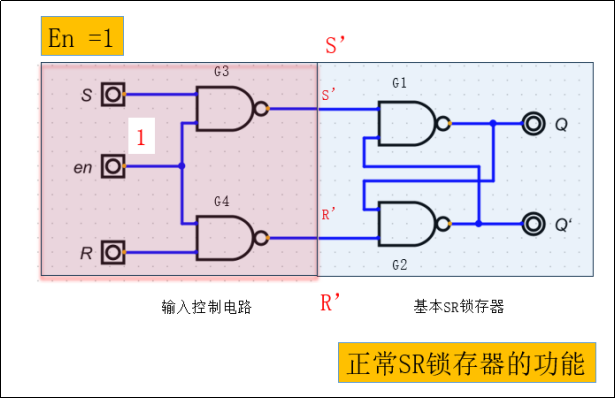 En =1
S’
G3
G1
S
S’
Q
1
en
G4
R’
Q‘
R
G2
R’
输入控制电路
基本SR锁存器
正常SR锁存器的功能